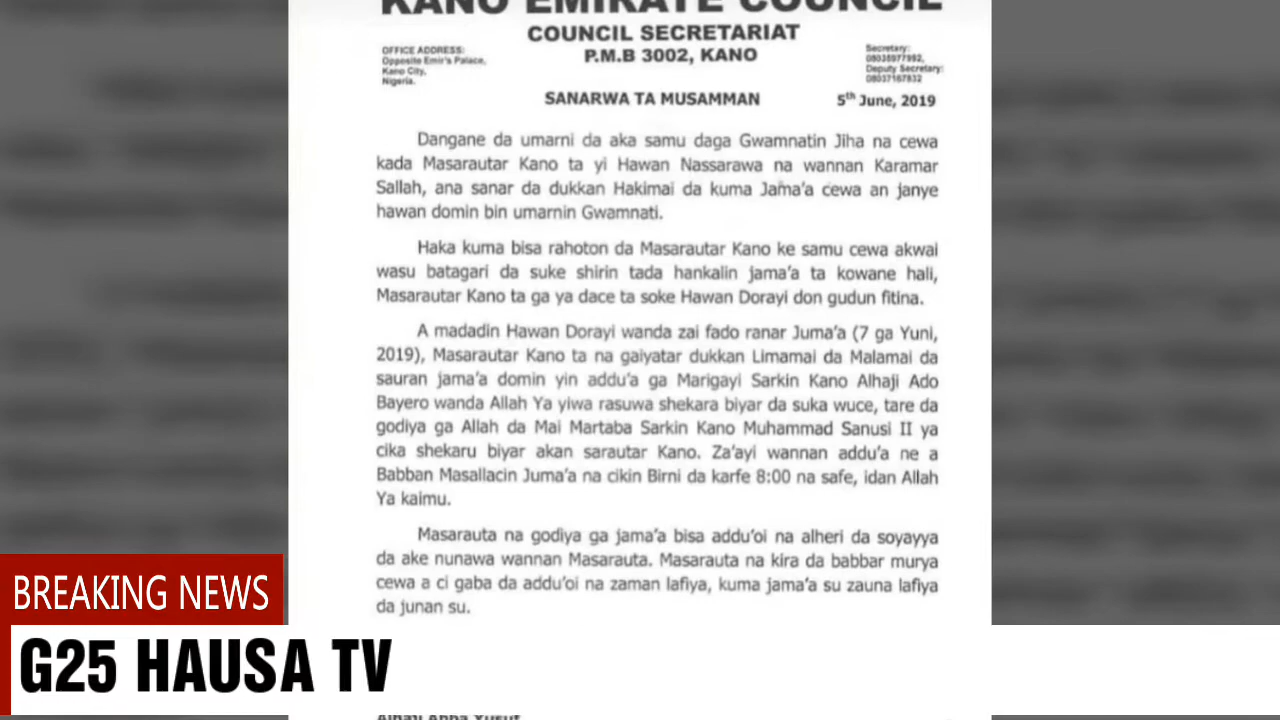 KANO EMIRATE COUNCIL
COUNCIL SECRETARIAT
P.M.B 3002, KANO
OFFICE ADDRESS:
Opposite Emir's Palace,
Kano City,
Nigeria.
Secretary:
Deputy Secretary:
08037167832
SANARWA TA MUSAMMAN
5th June, 2019
Dangane da umarni da aka samu daga Gwamnatin Jiha na cewa
kada Masarautar Kano ta yi Hawan Nassarawa na wannan Karamar
Sallah, ana sanar da dukkan Hakimai da kuma Jama'a cewa an janye
hawan domin bin umarnin Gwamnati.
Haka kuma bisa rahoton da Masarautar Kano ke samu cewa akwai
wasu batagari da suke shirin tada hankalin jama'a ta kowane hali,
Masarautar Kano ta ga ya dace ta soke Hawan Dorayi don gudun fitina.
A madadin Hawan Dorayi wanda zai fado ranar Juma'a (7 ga Yuni,
2019), Masarautar Kano ta na gaiyatar dukkan Limamai da Malamai da
sauran jama'a domin yin addu'a ga Marigayi Sarkin Kano Alhaji Ado
Bayero wanda Allah Ya yiwa rasuwa shekara biyar da suka wuce, tare da
godiya ga Allah da Mai Martaba Sarkin Kano Muhammad Sanusi II ya
cika shekaru biyar akan sarautar Kano. Za'ayi wannan addu'a ne a
Babban Masallacin Juma'a na cikin Birni da karfe 8:00 na safe, idan Allah
Ya kaimu.
Masarauta na godiya ga jama'a bisa addu'oi na alheri da soyayya
da ake nunawa wannan Masarauta. Masarauta na kira da babbar murya
cewa a ci gaba da addu'oi na zaman lafiya, kuma jama'a su zauna lafiya
da junan su.
Alhaji Abba Yusuf
BREAKING NEWS
G25 HAUSA TV